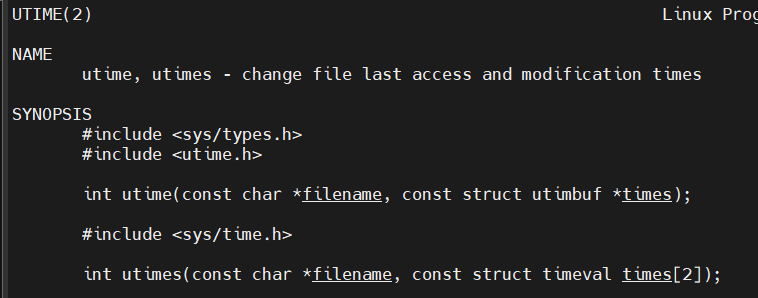 UTIME(2) Linux Prog
NAME
utime, utimes - change file last access and modification times
SYNOPSIS
#include <sys/types.h>
#include <utime.h>
int utime(const char *filename, const struct utimbuf *times);
#include <sys/time.h>
int utimes(const char *filename, const struct timeval times[2]);